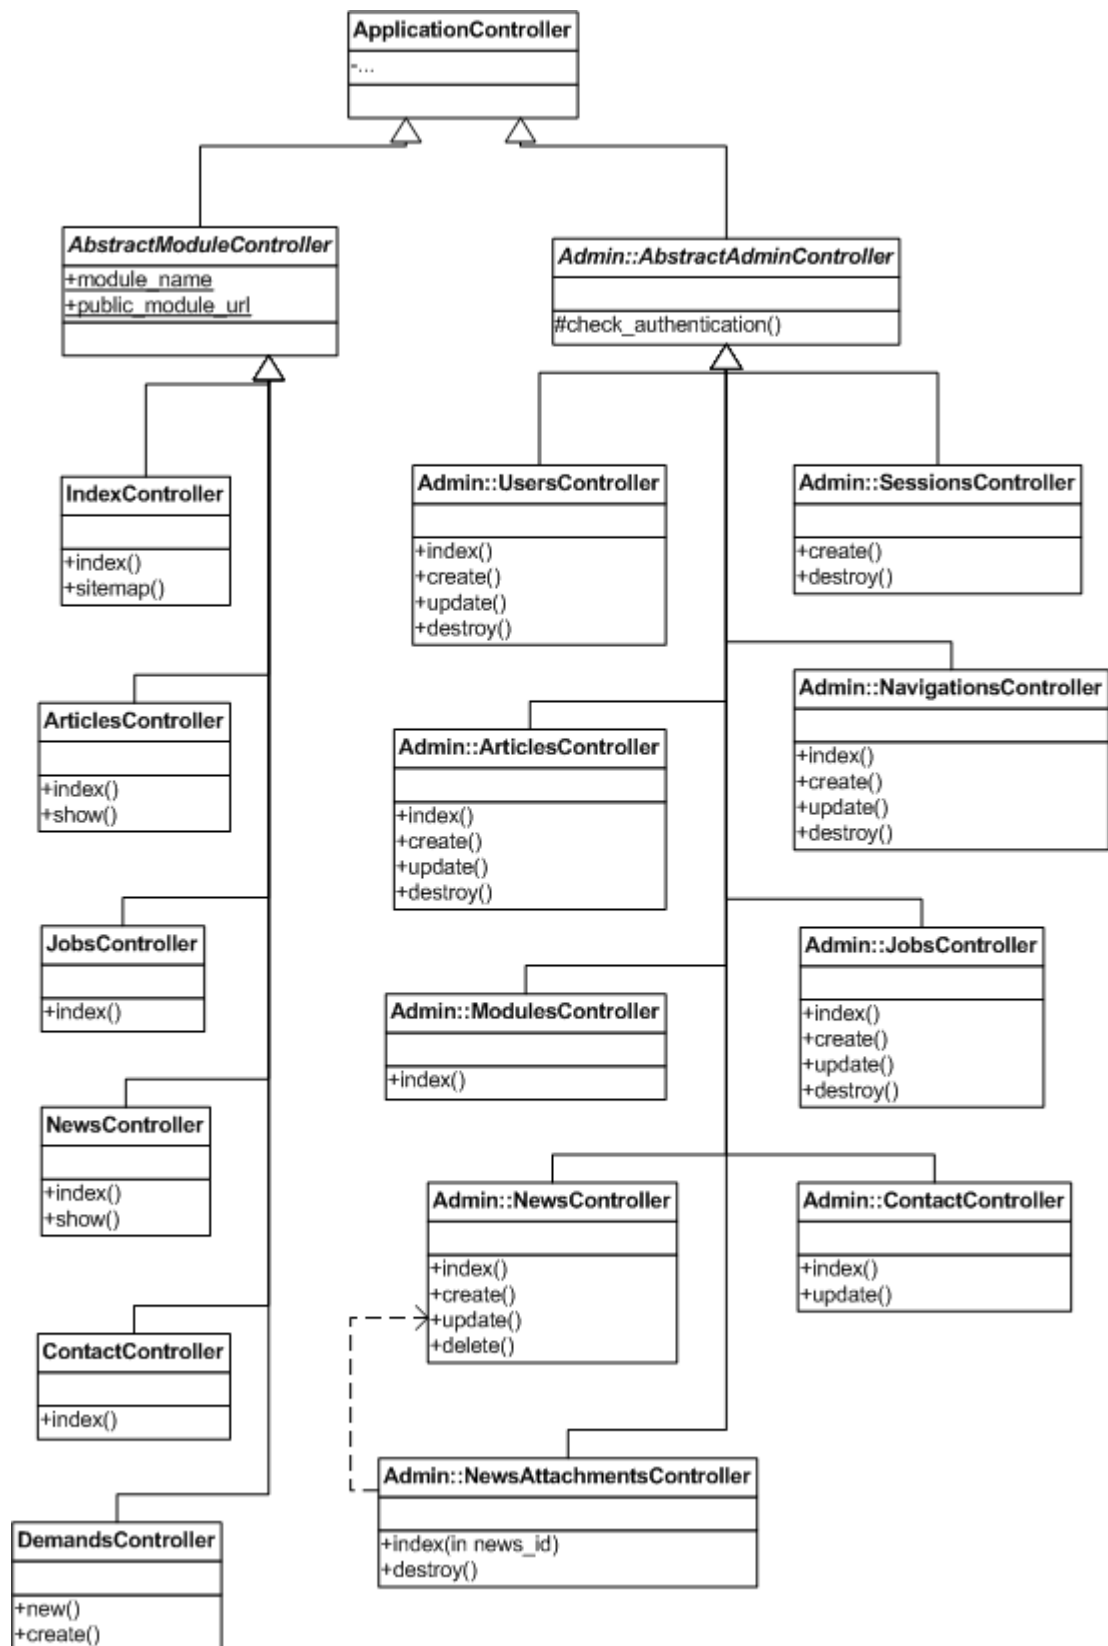 ApplicationController
-...
AbstractModuleController
+module_name
+public_module_url
Admin::AbstractAdminController
#check_authentication()
IndexController
+index()
+sitemap()
Admin::UsersController
+index()
+create()
+update()
+destroy()
Admin::SessionsController
+create()
+destroy()
ArticlesController
+index()
+show()
Admin::ArticlesController
+index()
+create()
+update()
+destroy()
Admin::NavigationsController
+index()
+create()
+update()
+destroy()
JobsController
+index()
Admin::ModulesController
+index()
Admin::JobsController
+index()
+create()
+update()
+destroy()
NewsController
+index()
+show()
Admin::NewsController
+index()
+create()
+update()
+delete()
Admin::ContactController
+index()
+update()
ContactController
+index()
Admin::NewsAttachmentsController
+index(in news_id)
+destroy()
DemandsController
+new()
+create()